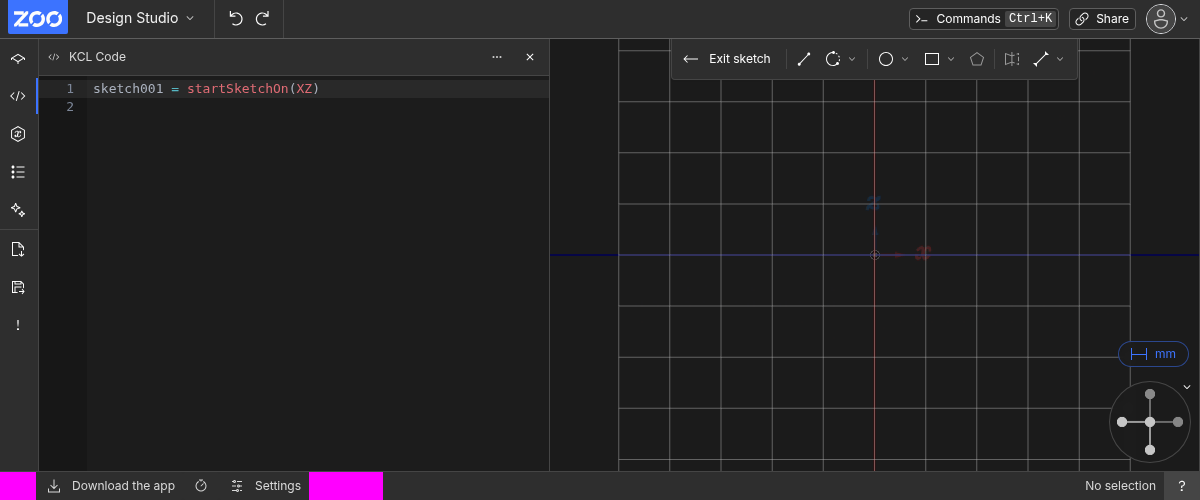 ZOO Design Studio Commands Ctrl+K Share
KCL Code
Exit sketch
1 sketch001 = startSketchOn(XZ)
2
Z
X
mm
Download the app Settings No selection ?